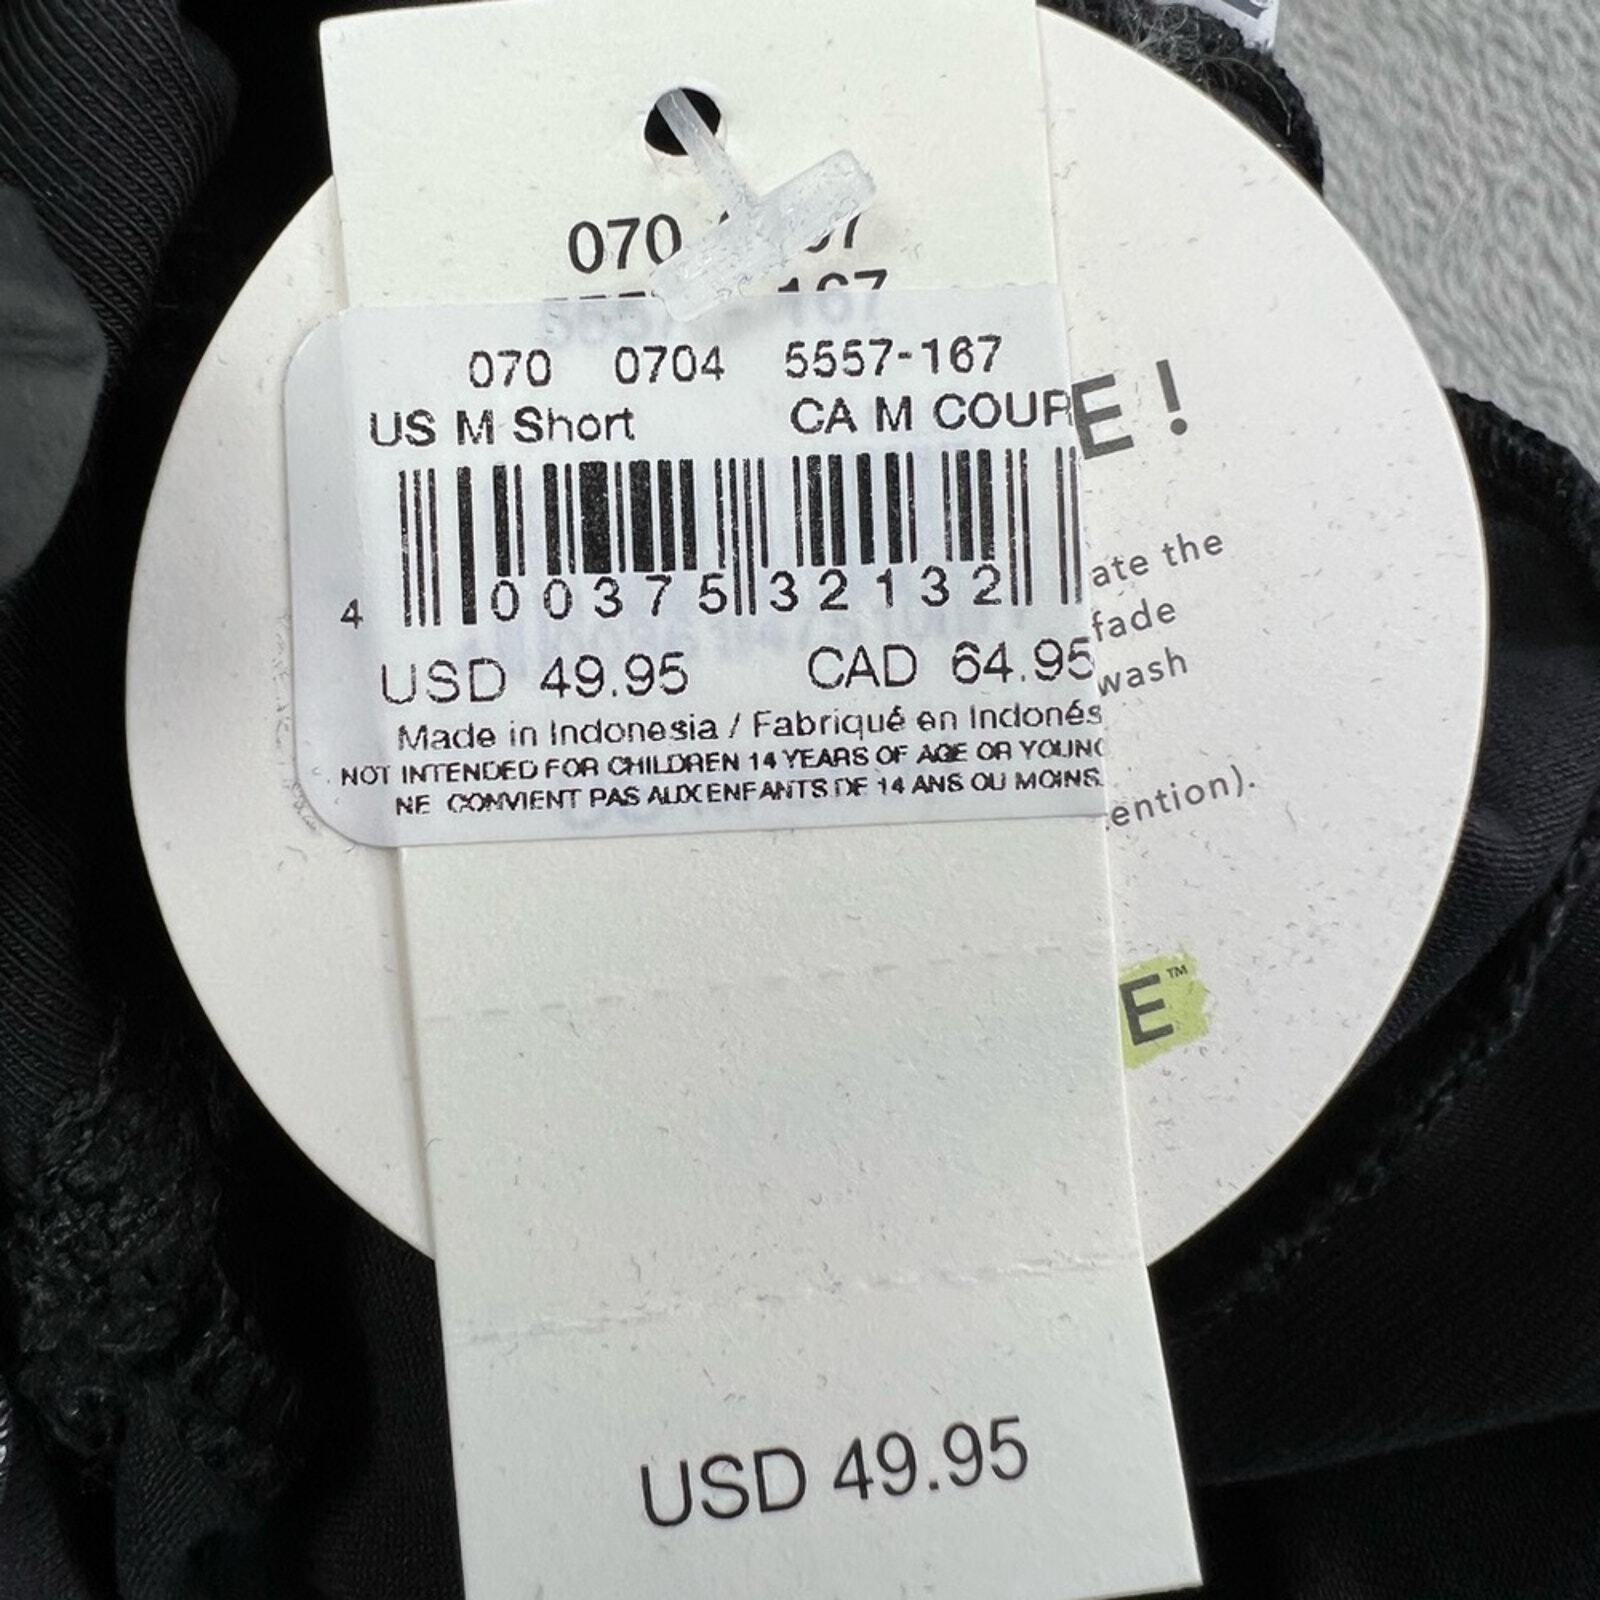 070
167
070 0704 5557-167
US M Short CA M COUR
E !
4 00375 32132
ate the
fade
wash
USD 49.95 CAD 64.95
Made in Indonesia / Fabriqué en Indonés
NOT INTENDED FOR CHILDREN 14 YEARS OF AGE OR YOUNG
NE CONVIENT PAS AUX ENFANTS DE 14 ANS OU MOINS.
ention).
E™
USD 49.95